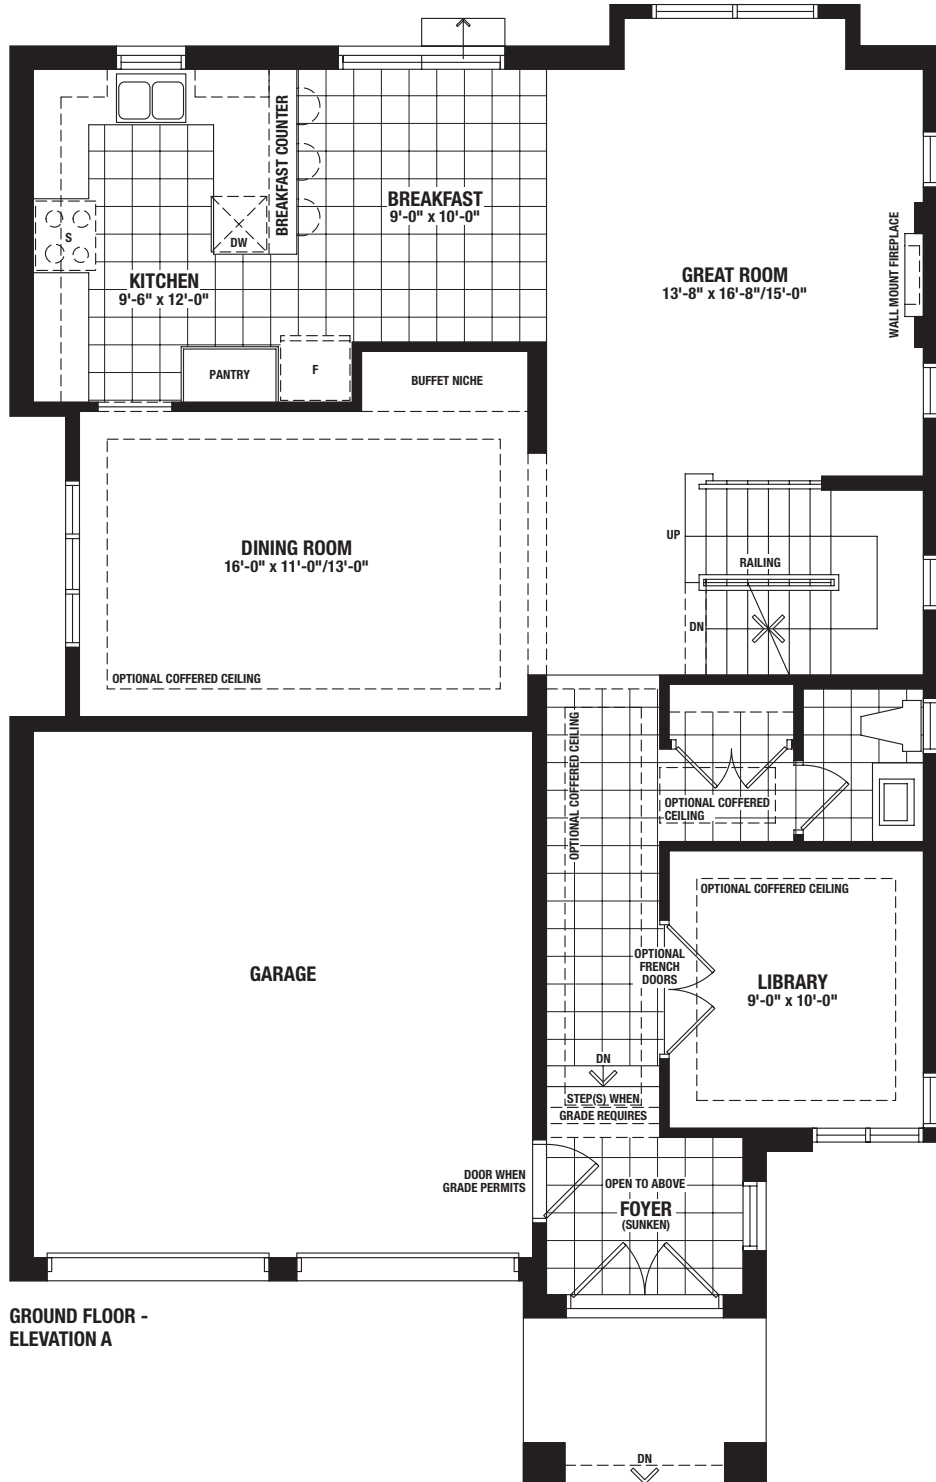 BREAKFAST COUNTER
BREAKFAST
9'-0" x 10'-0"
S
DW
KITCHEN
9'-6" x 12'-0"
GREAT ROOM
13'-8" x 16'-8"/15'-0"
WALL MOUNT FIREPLACE
PANTRY
F
BUFFET NICHE
UP
RAILING
DINING ROOM
16'-0" x 11'-0"/13'-0"
DN
OPTIONAL COFFERED CEILING
OPTIONAL COFFERED CEILING
OPTIONAL COFFERED
CEILING
OPTIONAL COFFERED CEILING
OPTIONAL
FRENCH
DOORS
LIBRARY
9'-0" x 10'-0"
GARAGE
DN
STEP(S) WHEN
GRADE REQUIRES
DOOR WHEN
GRADE PERMITS
OPEN TO ABOVE
FOYER
(SUNKEN)
GROUND FLOOR -
ELEVATION A
DN